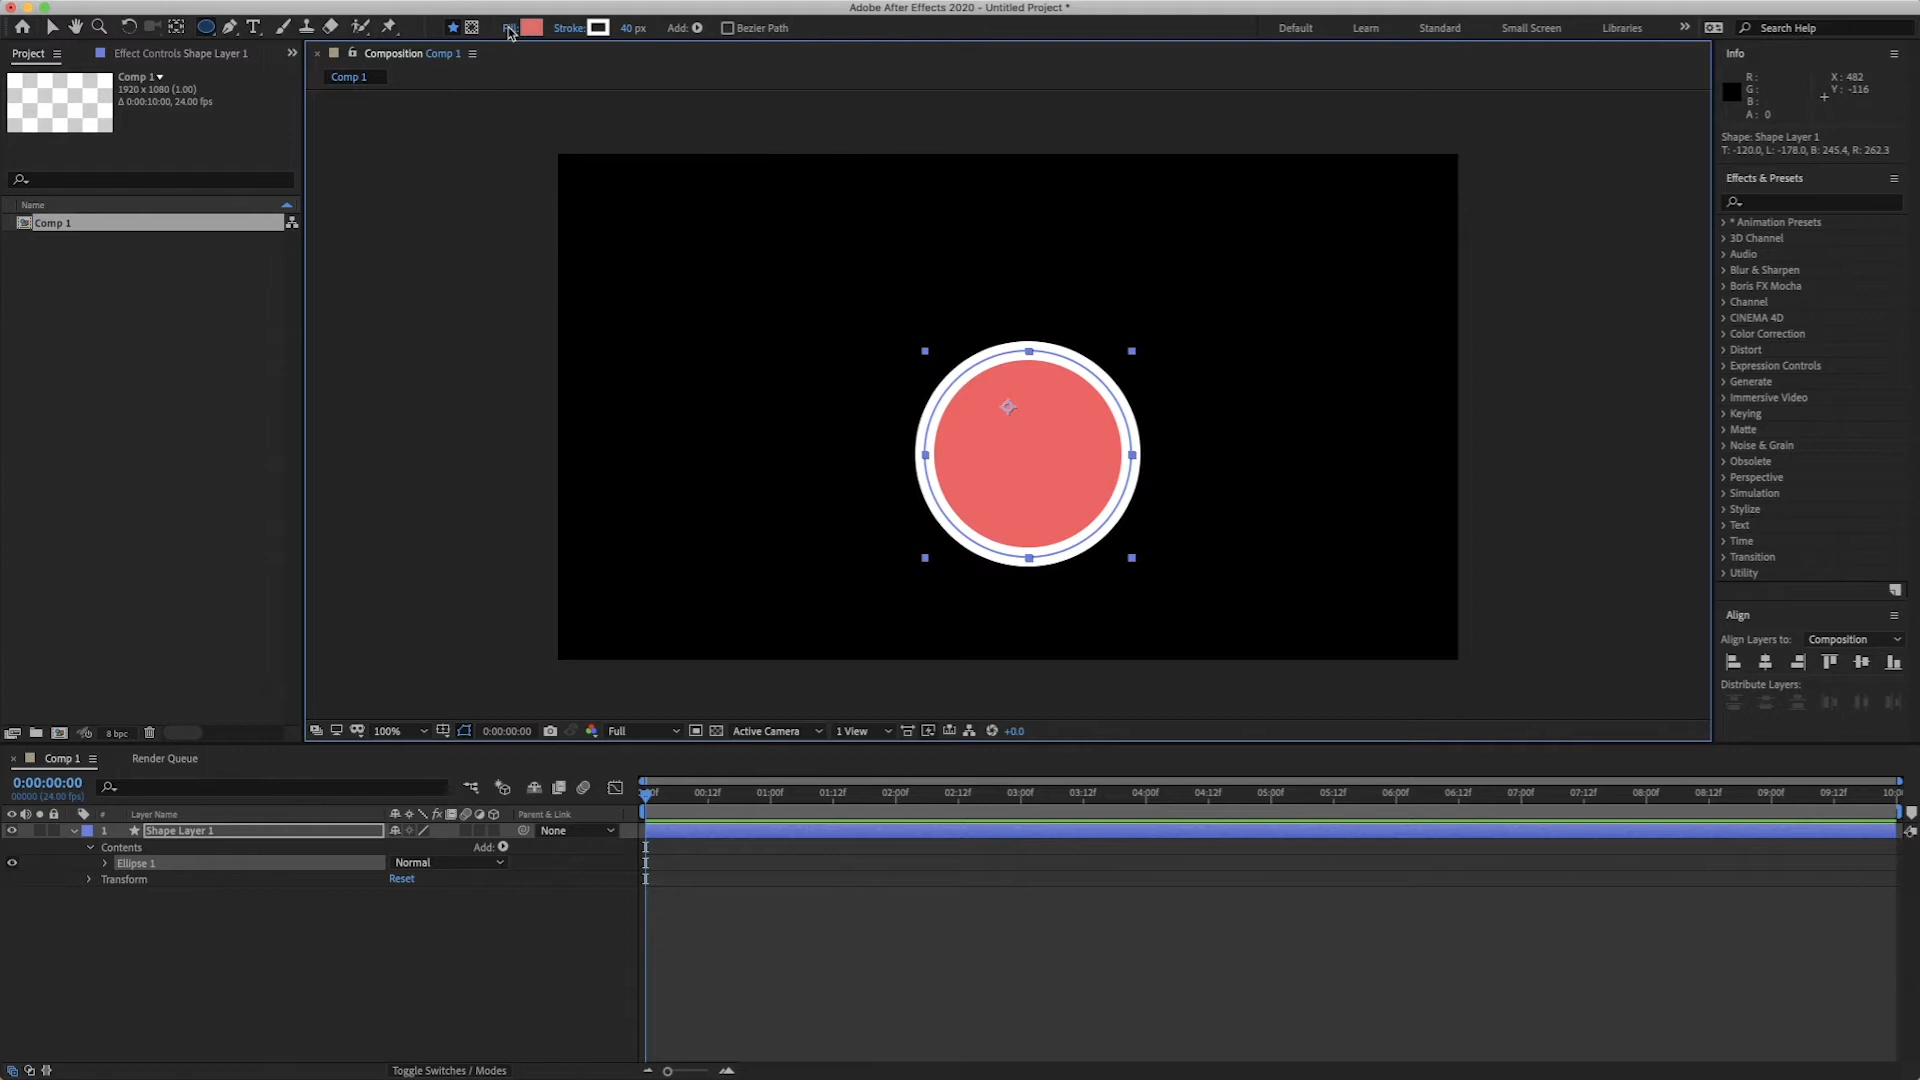 Adobe After Effects 2020 - Untitled Project *
Stroke: 40 px Add: Bezier Path Default Learn Standard Small Screen Libraries Search Help
Project Effect Controls Shape Layer 1
Composition Comp 1
Comp 1
Comp 1
1920 x 1080 (1.00)
Δ 0:00:10:00, 24.00 fps
Name
Comp 1
8 bpc
100% 0:00:00:00 Full Active Camera 1 View +0.0
Info
R: X: 482
G: Y: -116
B:
A: 0
Shape: Shape Layer 1
T: -120.0, L: -178.0, B: 245.4, R: 262.3
Effects & Presets
* Animation Presets
3D Channel
Audio
Blur & Sharpen
Boris FX Mocha
Channel
CINEMA 4D
Color Correction
Distort
Expression Controls
Generate
Immersive Video
Keying
Matte
Noise & Grain
Obsolete
Perspective
Simulation
Stylize
Text
Time
Transition
Utility
Align
Align Layers to: Composition
Distribute Layers:
Comp 1 Render Queue
0:00:00:00
00000 (24.00 fps)
00:12f 01:00f 01:12f 02:00f 02:12f 03:00f 03:12f 04:00f 04:12f 05:00f 05:12f 06:00f 06:12f 07:00f 07:12f 08:00f 08:12f 09:00f 09:12f
# Layer Name Parent & Link
1 Shape Layer 1 None
Contents Add:
Ellipse 1 Normal
Transform Reset
Toggle Switches / Modes